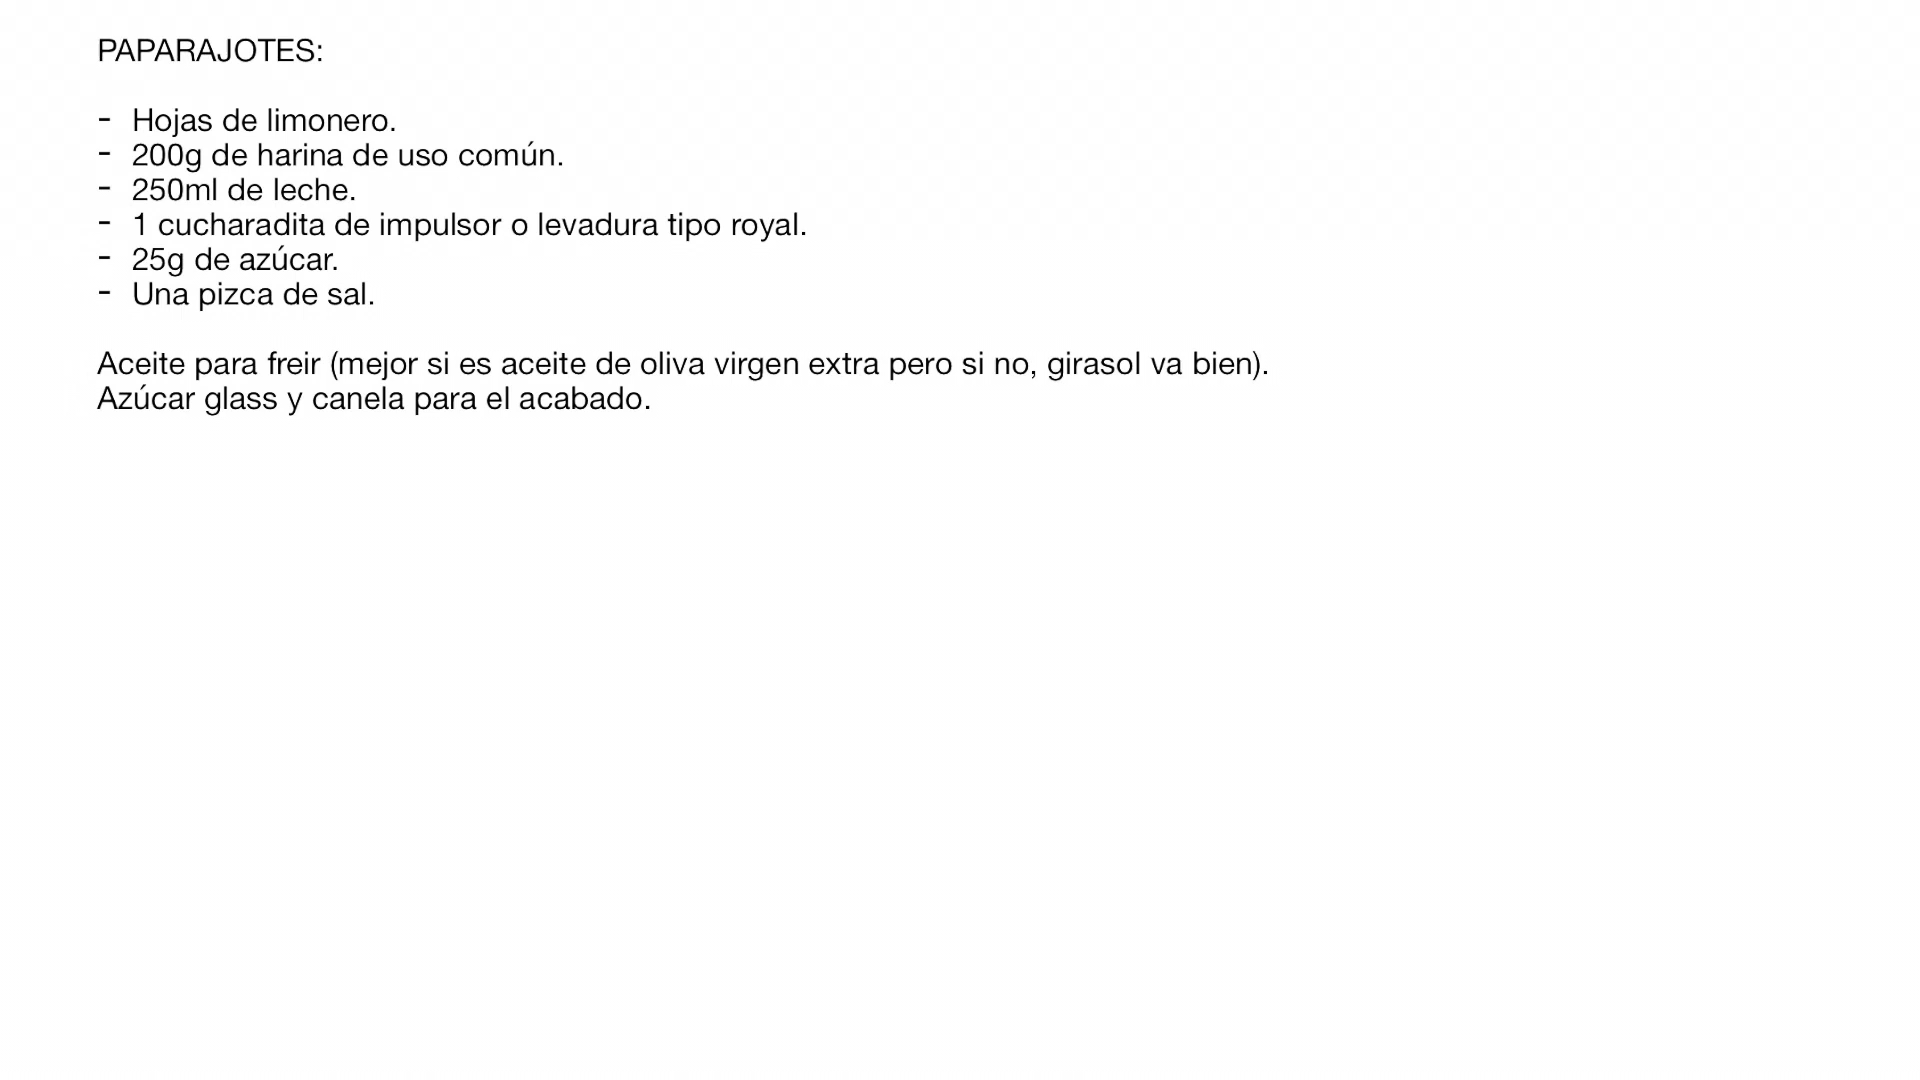 PAPARAJOTES:
- Hojas de limonero.
- 200g de harina de uso común.
- 250ml de leche.
- 1 cucharadita de impulsor o levadura tipo royal.
- 25g de azúcar.
- Una pizca de sal.
Aceite para freir (mejor si es aceite de oliva virgen extra pero si no, girasol va bien).
Azúcar glass y canela para el acabado.